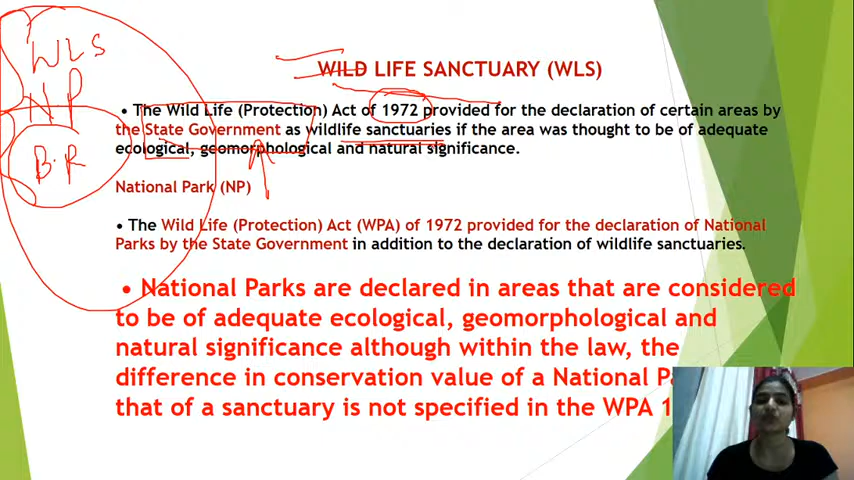 WLS
NP
B.R
WILD LIFE SANCTUARY (WLS)
• The Wild Life (Protection) Act of 1972 provided for the declaration of certain areas by
the State Government as wildlife sanctuaries if the area was thought to be of adequate
ecological, geomorphological and natural significance.
National Park (NP)
• The Wild Life (Protection) Act (WPA) of 1972 provided for the declaration of National
Parks by the State Government in addition to the declaration of wildlife sanctuaries.
• National Parks are declared in areas that are considered
to be of adequate ecological, geomorphological and
natural significance although within the law, the
difference in conservation value of a National
that of a sanctuary is not specified in the WPA